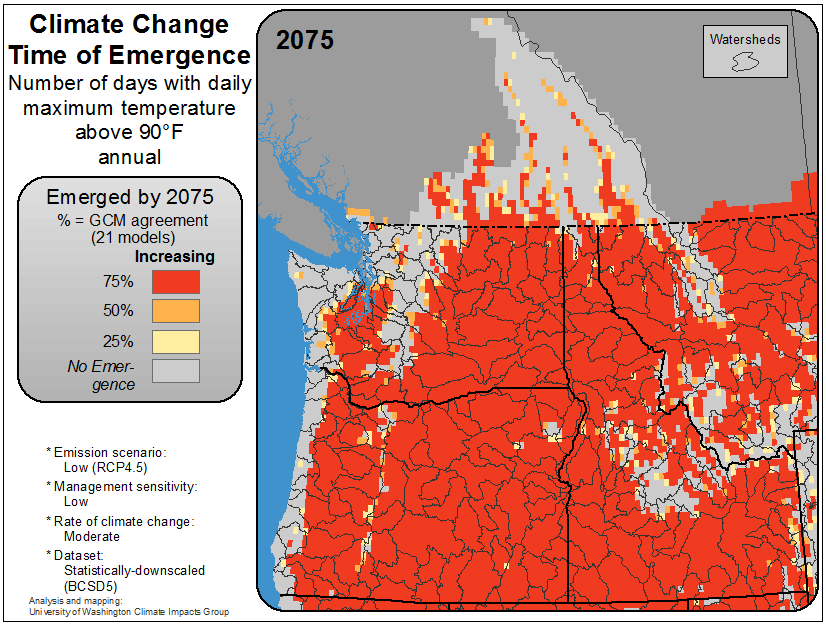 Climate Change
Time of Emergence
Number of days with daily
maximum temperature
above 90°F
annual
Emerged by 2075
% = GCM agreement
(21 models)
Increasing
75%
50%
25%
No Emer-
gence
* Emission scenario:
Low (RCP4.5)
* Management sensitivity:
Low
* Rate of climate change:
Moderate
* Dataset:
Statistically-downscaled
(BCSD5)
Analysis and mapping:
University of Washington Climate Impacts Group
2075
Watersheds